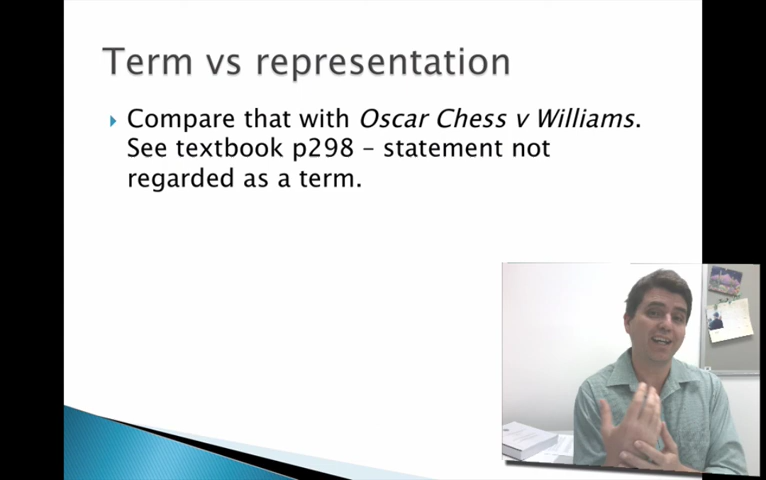 Term vs representation
Compare that with Oscar Chess v Williams.
See textbook p298 – statement not
regarded as a term.